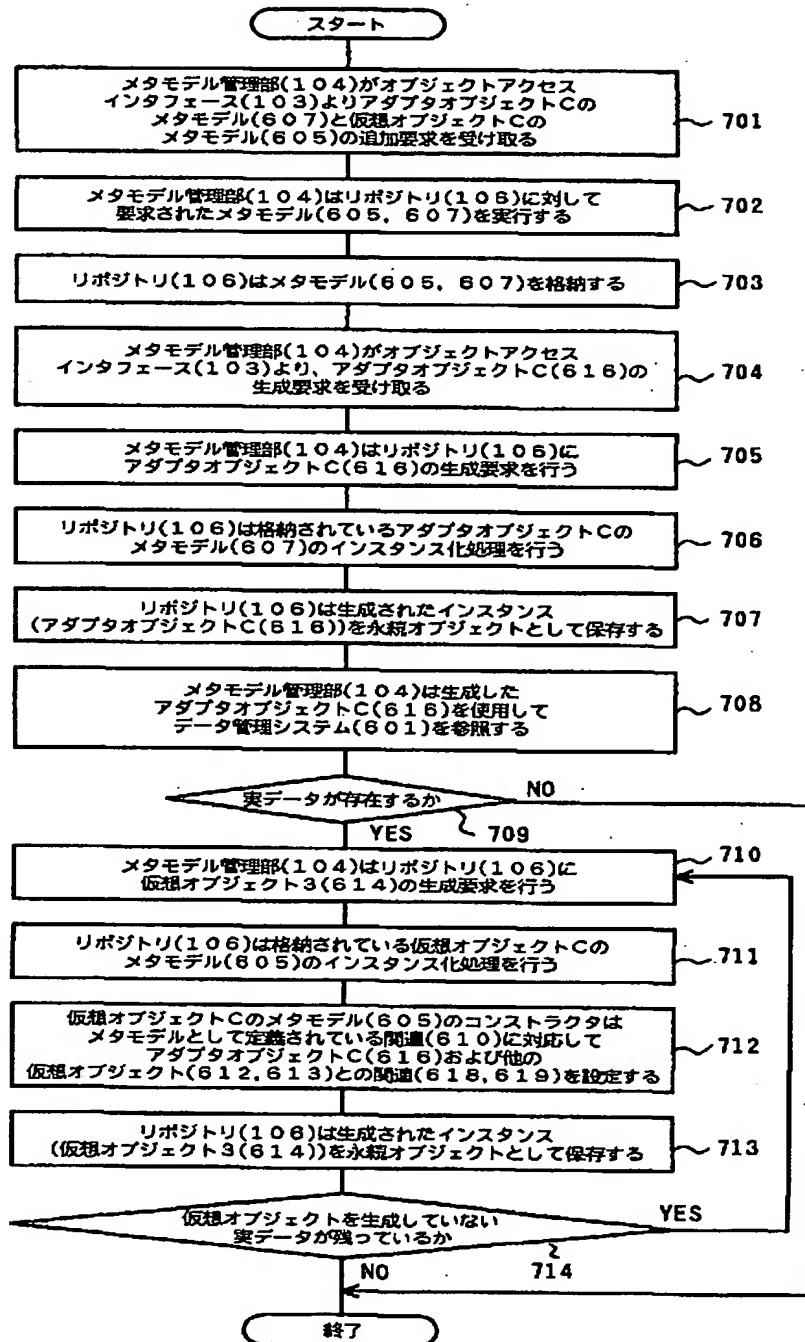 スタート
メタモデル管理部(104)がオブジェクトアクセス
インタフェース(103)よりアダプタオブジェクトCの
メタモデル(607)と仮想オブジェクトCの
メタモデル(605)の追加要求を受け取る
701
メタモデル管理部(104)はリポジトリ(106)に対して
要求されたメタモデル(605,607)を実行する
702
リポジトリ(106)はメタモデル(605,607)を格納する
703
メタモデル管理部(104)がオブジェクトアクセス
インタフェース(103)より、アダプタオブジェクトC(616)の
生成要求を受け取る
704
メタモデル管理部(104)はリポジトリ(106)に
アダプタオブジェクトC(616)の生成要求を行う
705
リポジトリ(106)は格納されているアダプタオブジェクトCの
メタモデル(607)のインスタンス化処理を行う
706
リポジトリ(106)は生成されたインスタンス
(アダプタオブジェクトC(616))を永続オブジェクトとして保存する
707
メタモデル管理部(104)は生成した
アダプタオブジェクトC(616)を使用して
データ管理システム(601)を参照する
708
実データが存在するか
NO
YES
709
メタモデル管理部(104)はリポジトリ(106)に
仮想オブジェクト3(614)の生成要求を行う
710
リポジトリ(106)は格納されている仮想オブジェクトCの
メタモデル(605)のインスタンス化処理を行う
711
仮想オブジェクトCのメタモデル(605)のコンストラクタは
メタモデルとして定義されている関連(610)に対応して
アダプタオブジェクトC(616)および他の
仮想オブジェクト(612,613)との関連(618,619)を設定する
712
リポジトリ(106)は生成されたインスタンス
(仮想オブジェクト3(614))を永続オブジェクトとして保存する
713
仮想オブジェクトを生成していない
実データが残っているか
YES
714
NO
終了